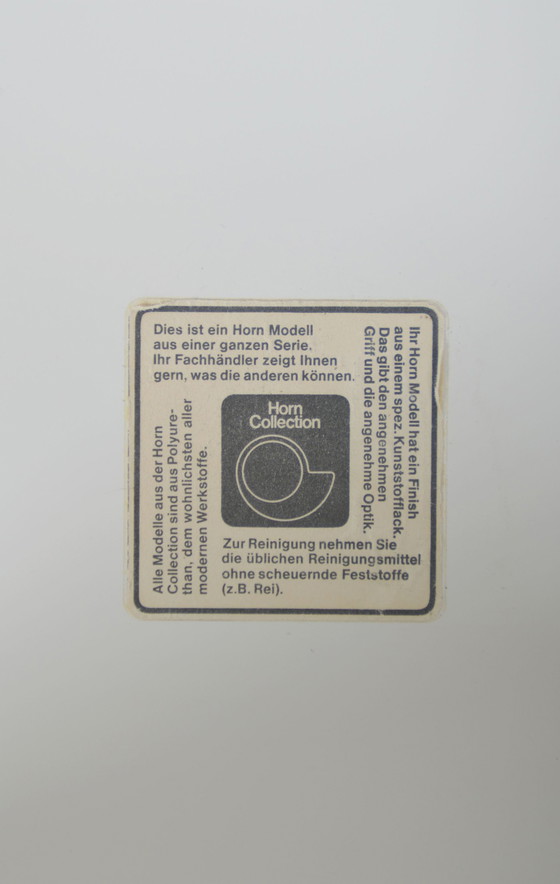 Dies ist ein Horn Modell
aus einer ganzen Serie.
Ihr Fachhändler zeigt Ihnen
gern, was die anderen können.
Ihr Horn Modell hat ein Finish
aus einem spez. Kunststofflack.
Das gibt den angenehmen
Griff und die angenehme Optik.
Zur Reinigung nehmen Sie
die üblichen Reinigungsmittel
ohne scheuernde Feststoffe
(z.B. Rei).
Alle Modelle aus der Horn
Collection sind aus Polyure-
than, dem wohnlichsten aller
modernen Werkstoffe.
Horn
Collection